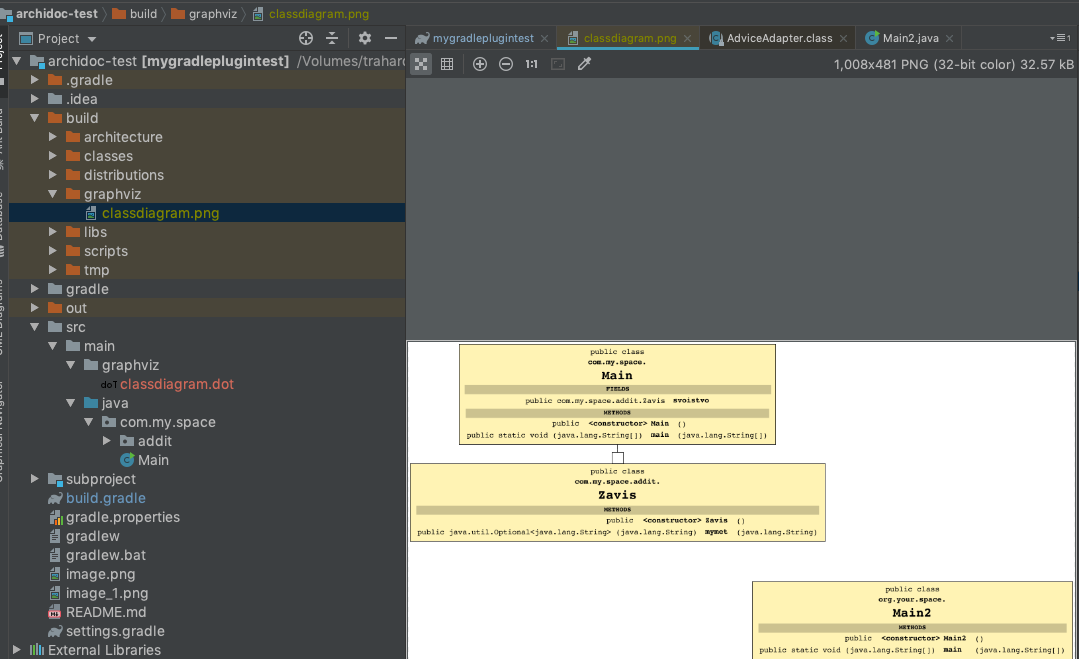 archidoc-test build graphviz classdiagram.png
Project
mygradleplugintest classdiagram.png AdviceAdapter.class Main2.java
1:1 1,008x481 PNG (32-bit color) 32.57 kB
archidoc-test [mygradleplugintest] /Volumes/trahard
.gradle
.idea
build
architecture
classes
distributions
graphviz
classdiagram.png
libs
scripts
tmp
gradle
out
src
main
graphviz
classdiagram.dot
java
com.my.space
addit
Main
subproject
build.gradle
gradle.properties
gradlew
gradlew.bat
image.png
image_1.png
README.md
settings.gradle
External Libraries
public class
com.my.space.
Main
FIELDS
public com.my.space.addit.Zavis svoistvo
METHODS
public <constructor> Main ()
public static void (java.lang.String[]) main (java.lang.String[])
public class
com.my.space.addit.
Zavis
METHODS
public <constructor> Zavis ()
public java.util.Optional<java.lang.String> (java.lang.String) mymet (java.lang.String)
public class
org.your.space.
Main2
METHODS
public <constructor> Main2 ()
public static void (java.lang.String[]) main (java.lang.String[])